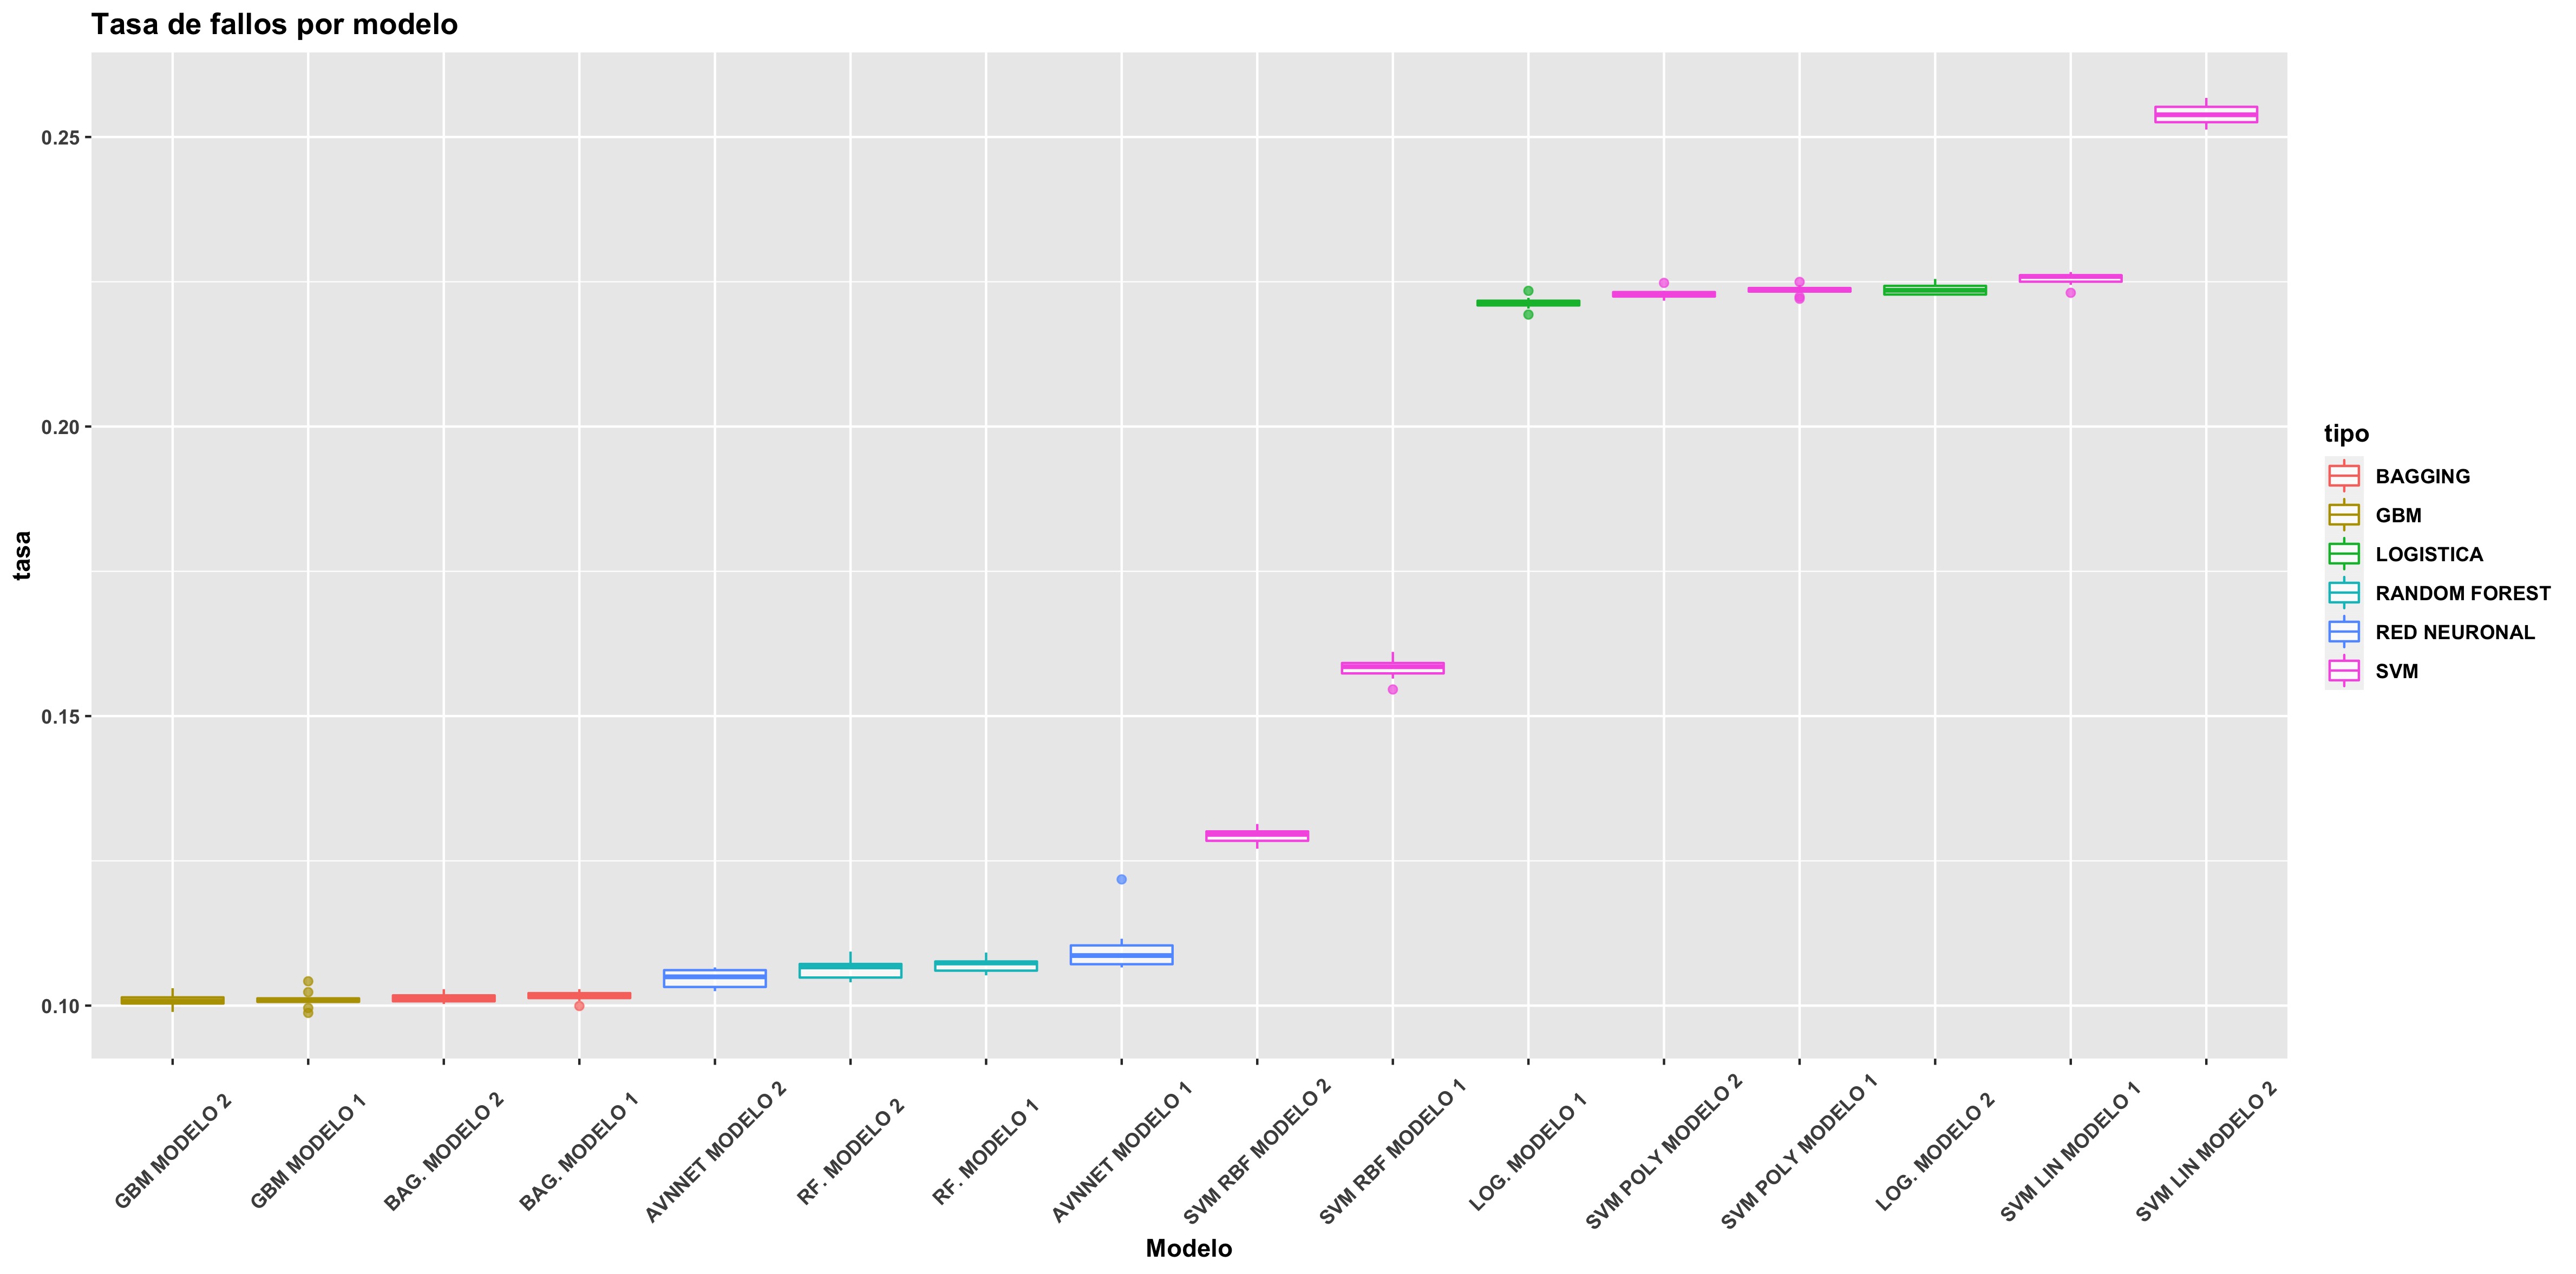 Tasa de fallos por modelo
0.25
0.20
0.15
0.10
tasa
GBM MODELO 2
GBM MODELO 1
BAG. MODELO 2
BAG. MODELO 1
AVNNET MODELO 2
RF. MODELO 2
RF. MODELO 1
AVNNET MODELO 1
SVM RBF MODELO 2
SVM RBF MODELO 1
LOG. MODELO 1
SVM POLY MODELO 2
SVM POLY MODELO 1
LOG. MODELO 2
SVM LIN MODELO 1
SVM LIN MODELO 2
Modelo
tipo
BAGGING
GBM
LOGISTICA
RANDOM FOREST
RED NEURONAL
SVM